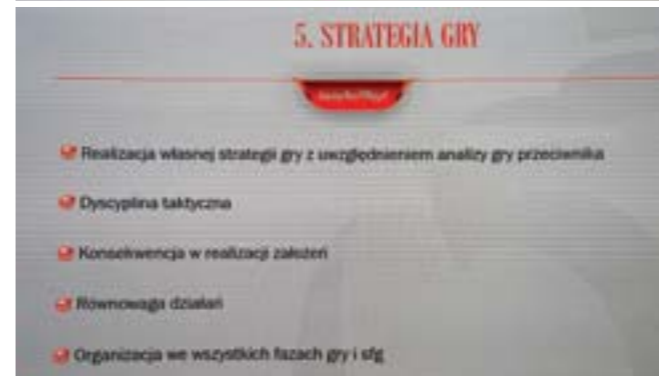 5. STRATEGIA GRY
Realizacja własnej strategii gry z uwzględnieniem analizy gry przeciwnika
Dyscyplina taktyczna
Konsekwencja w realizacji założeń
Równowaga działań
Organizacja we wszystkich fazach gry i sfg